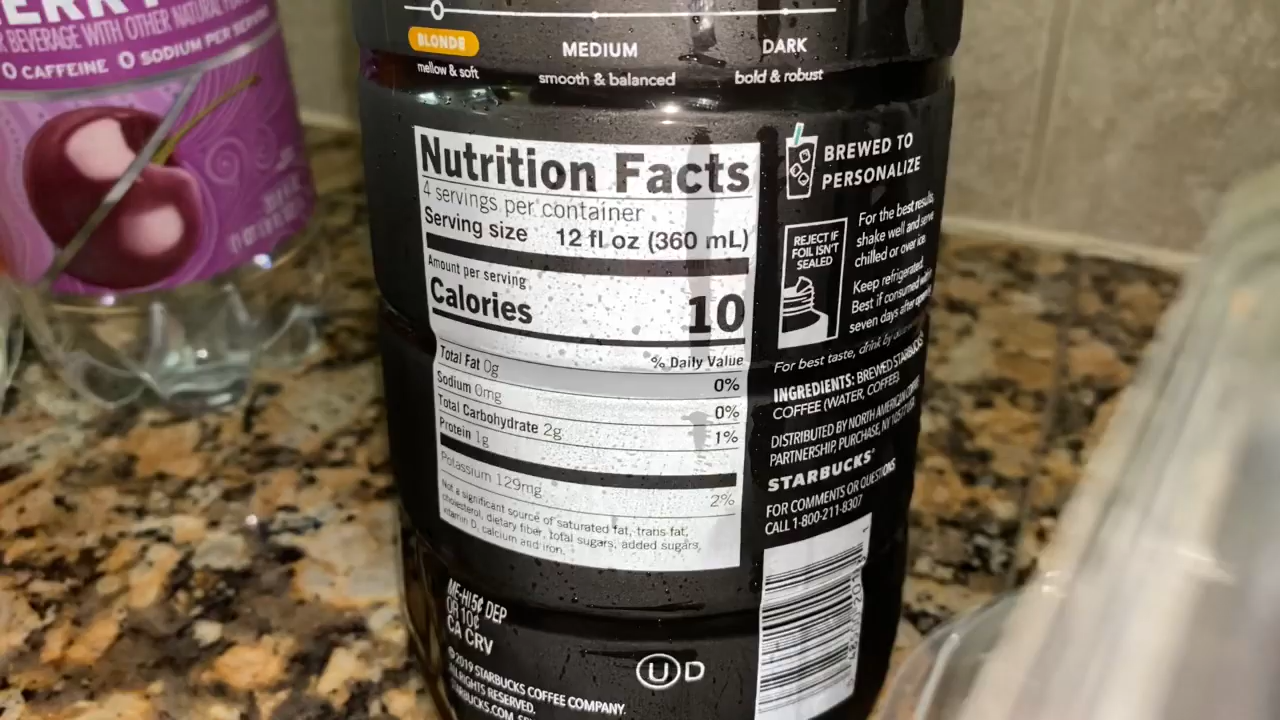 BEVERAGE WITH OTHER NATURAL
0 CAFFEINE 0 SODIUM PER SERVING
BLONDE
mellow & soft
MEDIUM
smooth & balanced
DARK
bold & robust
Nutrition Facts
4 servings per container
Serving size 12 fl oz (360 mL)
Amount per serving
Calories 10
% Daily Value
Total Fat 0g 0%
Sodium 0mg 0%
Total Carbohydrate 2g 1%
Protein 1g
Potassium 129mg 2%
Not a significant source of saturated fat, trans fat,
cholesterol, dietary fiber, total sugars, added sugars,
vitamin D, calcium and iron.
ME-HI 5¢ DEP
OR 10¢
CA CRV
©2019 STARBUCKS COFFEE COMPANY.
ALL RIGHTS RESERVED.
UD
BREWED TO
PERSONALIZE
REJECT IF
FOIL ISN'T
SEALED
For the best results,
shake well and serve
chilled or over ice.
Keep refrigerated.
Best if consumed
seven days after
For best taste, drink by
INGREDIENTS: BREWED STARBUCKS
COFFEE (WATER, COFFEE)
DISTRIBUTED BY NORTH AMERICAN COFFEE
PARTNERSHIP, PURCHASE, NY 10577
STARBUCKS
FOR COMMENTS OR QUESTIONS
CALL 1-800-211-8307